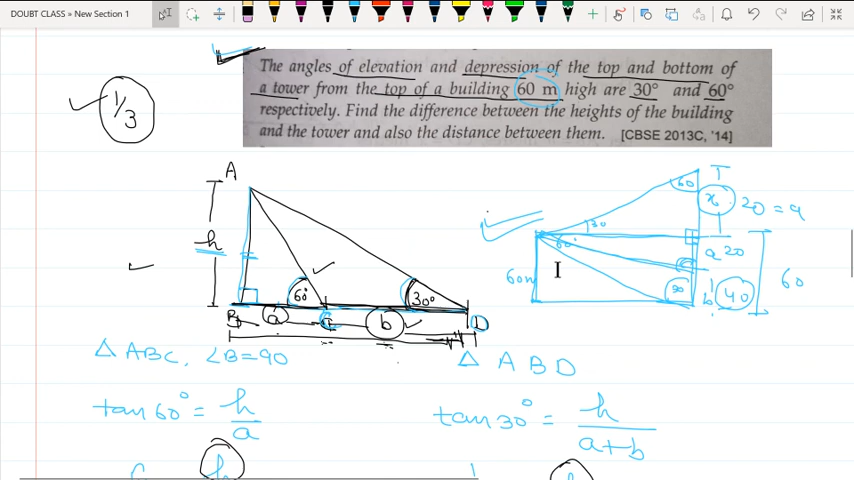 DOUBT CLASS » New Section 1
The angles of elevation and depression of the top and bottom of
a tower from the top of a building 60 m high are 30° and 60°
respectively. Find the difference between the heights of the building
and the tower and also the distance between them. [CBSE 2013C, '14]
1/3
A
h
60°
30°
B
a
C
b
D
60
x
20 = a
30
60°
a 20
60m
30
b
40
60
△ ABC, ∠B=90
△ ABD
tan 60° = h/a
tan 30° = h/a+b
h
1